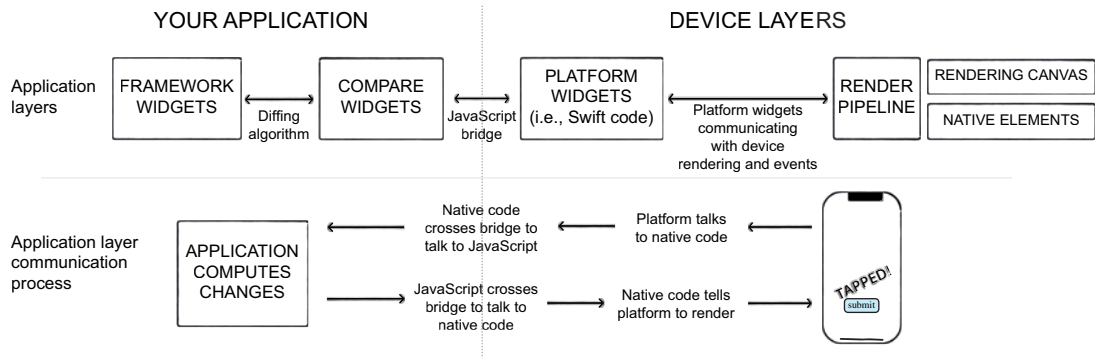 YOUR APPLICATION
DEVICE LAYERS
Application
layers
FRAMEWORK
WIDGETS
Diffing
algorithm
COMPARE
WIDGETS
JavaScript
bridge
PLATFORM
WIDGETS
(i.e., Swift code)
Platform widgets
communicating
with device
rendering and events
RENDER
PIPELINE
RENDERING CANVAS
NATIVE ELEMENTS
Application layer
communication
process
APPLICATION
COMPUTES
CHANGES
Native code
crosses bridge to
talk to JavaScript
Platform talks
to native code
JavaScript crosses
bridge to talk to
native code
Native code tells
platform to render
TAPPED!
submit